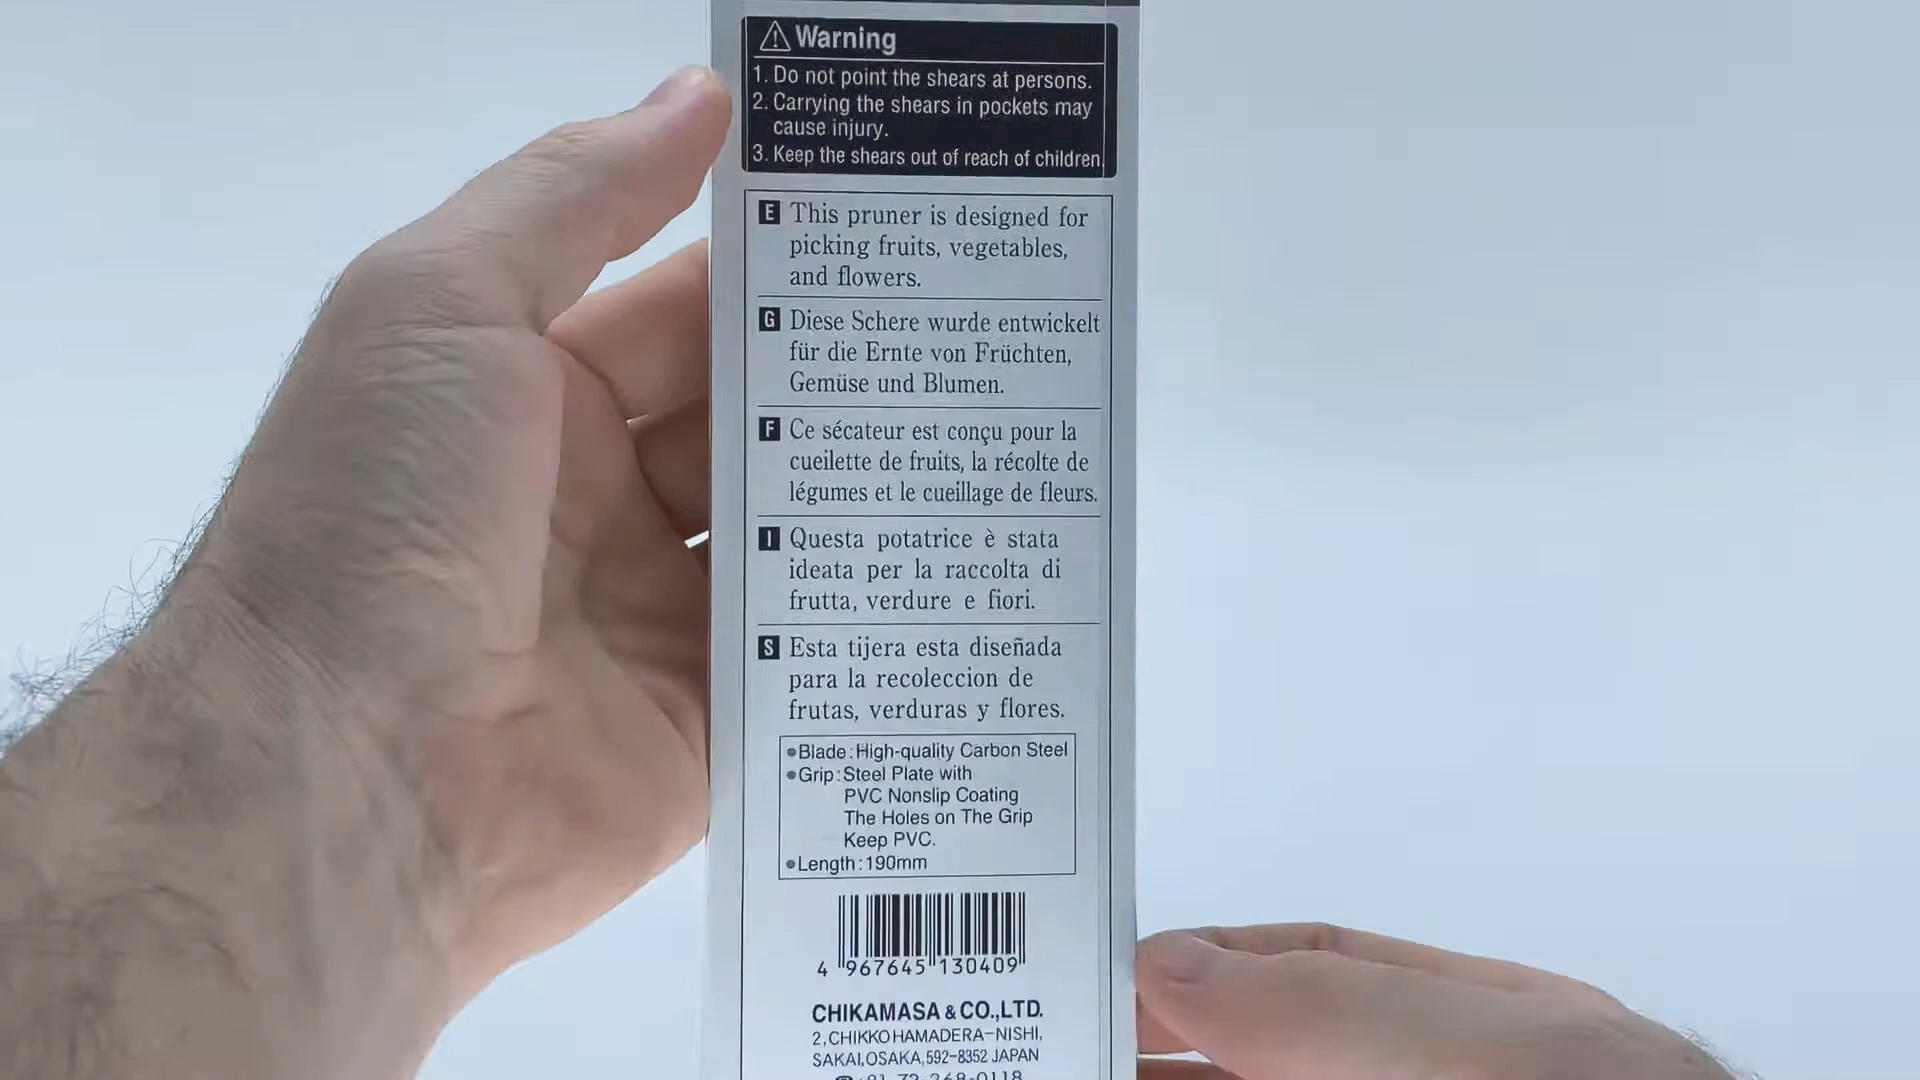 ⚠ Warning
1. Do not point the shears at persons.
2. Carrying the shears in pockets may
cause injury.
3. Keep the shears out of reach of children.
E This pruner is designed for
picking fruits, vegetables,
and flowers.
G Diese Schere wurde entwickelt
für die Ernte von Früchten,
Gemüse und Blumen.
F Ce sécateur est conçu pour la
cueilette de fruits, la récolte de
légumes et le cueillage de fleurs.
I Questa potatrice è stata
ideata per la raccolta di
frutta, verdure e fiori.
S Esta tijera esta diseñada
para la recoleccion de
frutas, verduras y flores.
●Blade:High-quality Carbon Steel
●Grip:Steel Plate with
PVC Nonslip Coating
The Holes on The Grip
Keep PVC.
●Length:190mm
4 967645 130409
CHIKAMASA & CO.,LTD.
2,CHIKKOHAMADERA-NISHI,
SAKAI,OSAKA,592-8352 JAPAN
☎+81-72-268-0118